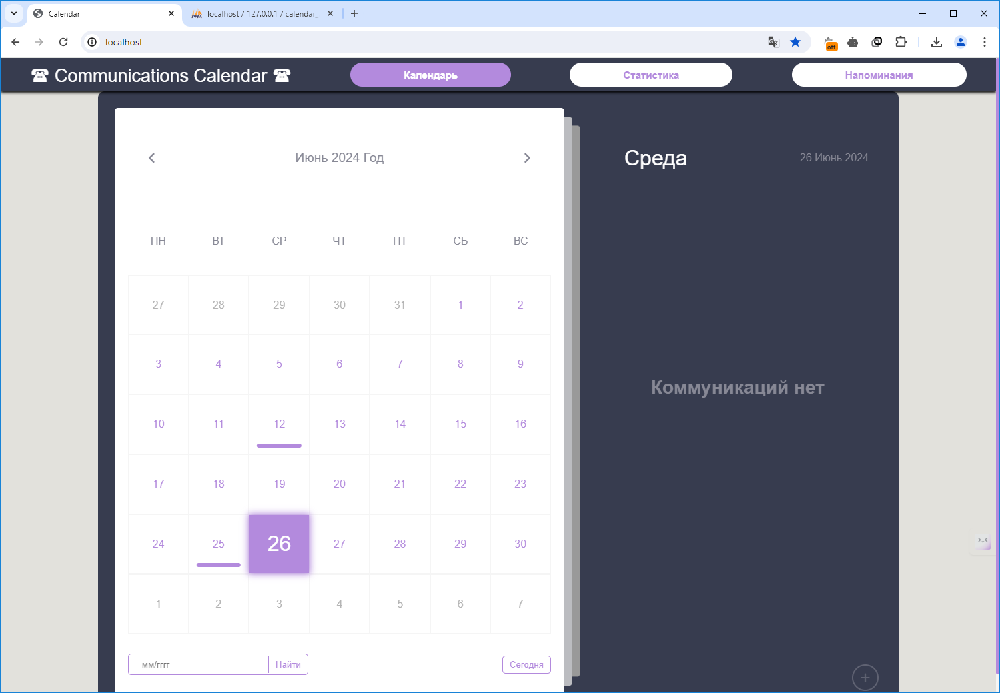 Calendar
localhost / 127.0.0.1 / calendar_
localhost
off
Communications Calendar
Календарь
Статистика
Напоминания
Июнь 2024 Год
ПН ВТ СР ЧТ ПТ СБ ВС
27 28 29 30 31 1 2
3 4 5 6 7 8 9
10 11 12 13 14 15 16
17 18 19 20 21 22 23
24 25 26 27 28 29 30
1 2 3 4 5 6 7
мм/гггг
Найти
Сегодня
Среда
26 Июнь 2024
Коммуникаций нет
+